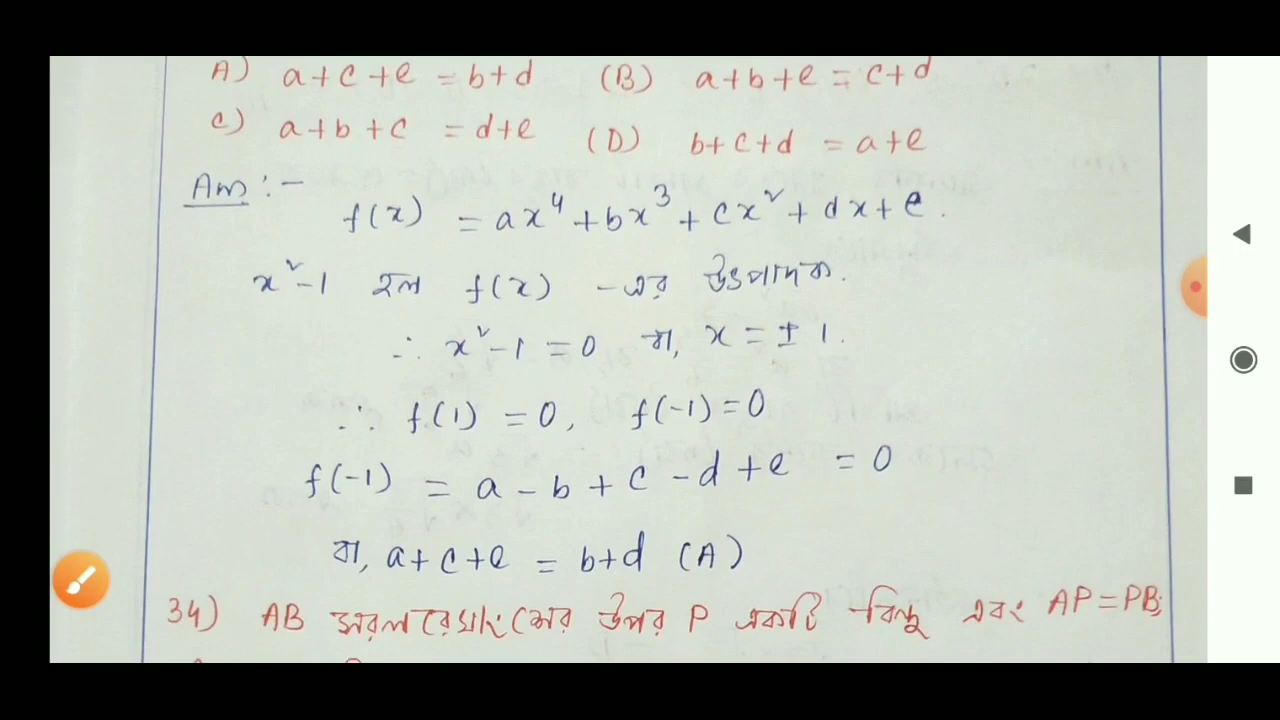 A) a+c+e = b+d (B) a+b+e = c+d
c) a+b+c = d+e (D) b+c+d = a+e
Ans :-
f(x) = ax⁴ + bx³ + cx² + dx + e.
x²-1 হল f(x) -এর উৎপাদক.
∴ x²-1 = 0 বা, x = ± 1.
∴ f(1) = 0, f(-1) = 0
f(-1) = a - b + c - d + e = 0
বা, a+c+e = b+d (A)
34) AB সরলরেখাংশের উপর P একটি বিন্দু এবং AP = PB;